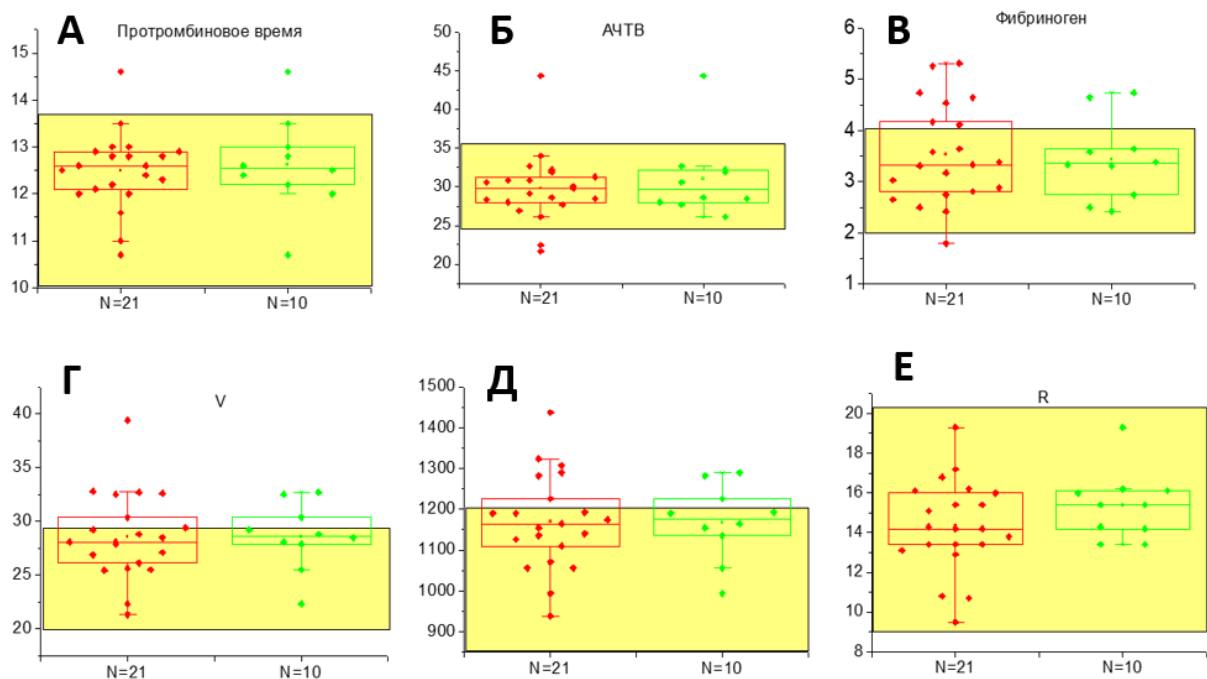 А
Протромбиновое время
15
14
13
12
11
10
N=21
N=10
Б
АЧТВ
50
45
40
35
30
25
20
N=21
N=10
В
Фибриноген
6
5
4
3
2
1
N=21
N=10
Г
V
40
35
30
25
20
N=21
N=10
Д
1500
1400
1300
1200
1100
1000
900
N=21
N=10
Е
R
20
18
16
14
12
10
8
N=21
N=10